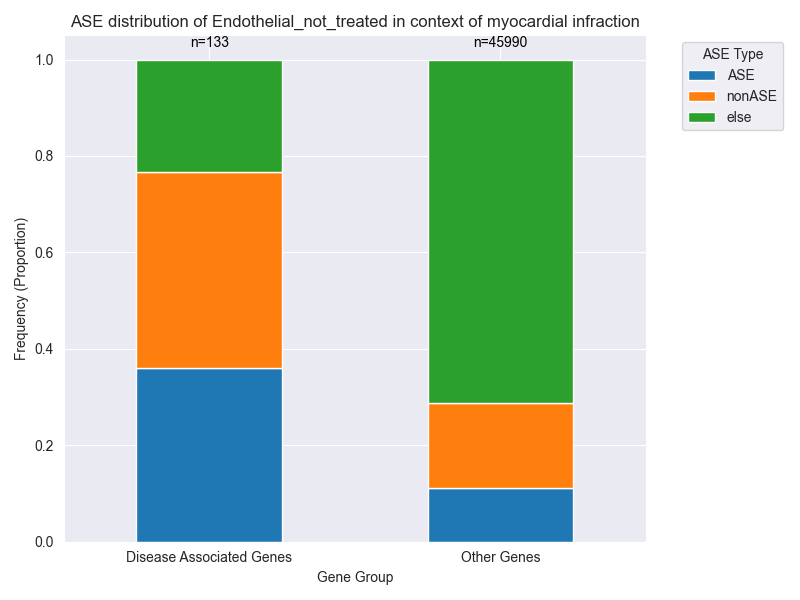 ASE distribution of Endothelial_not_treated in context of myocardial infraction
n=133
n=45990
ASE Type
ASE
nonASE
else
1.0
0.8
0.6
0.4
0.2
0.0
Frequency (Proportion)
Disease Associated Genes
Other Genes
Gene Group